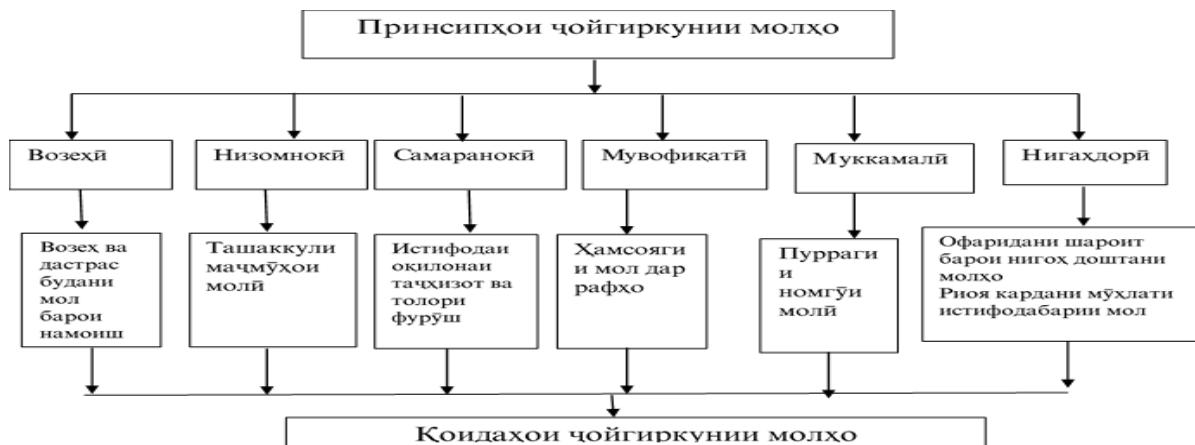 Принсипҳои ҷойгиркунии молҳо
Возеҳӣ
Низомнокӣ
Самаранокӣ
Мувофиқатӣ
Муккамалӣ
Нигаҳдорӣ
Возеҳ ва
дастрас
будани
мол
барои
намоиш
Ташаккули
маҷмӯҳои
молӣ
Истифодаи
оқилонаи
таҷҳизот ва
толори
фурӯш
Ҳамсояги
и мол дар
рафҳо
Пурраги
и
номгӯи
молӣ
Офаридани шароит
барои нигоҳ доштани
молҳо
Риоя кардани мӯҳлати
истифодабарии мол
Қоидаҳои ҷойгиркунии молҳо